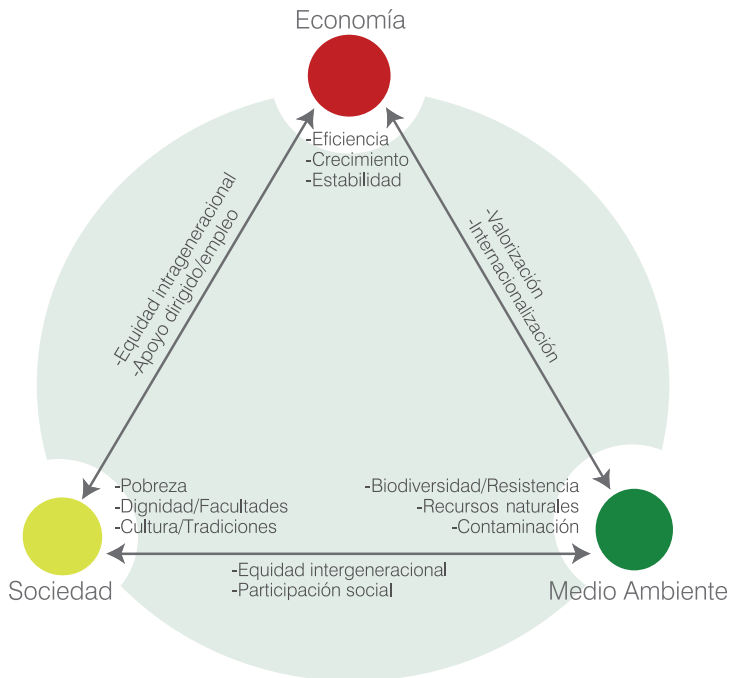 Economía
-Eficiencia
-Crecimiento
-Estabilidad
-Equidad intrageneracional
-Apoyo dirigido/empleo
-Valorización
-Internacionalización
-Pobreza
-Dignidad/Facultades
-Cultura/Tradiciones
-Biodiversidad/Resistencia
-Recursos naturales
-Contaminación
-Equidad intergeneracional
-Participación social
Sociedad
Medio Ambiente